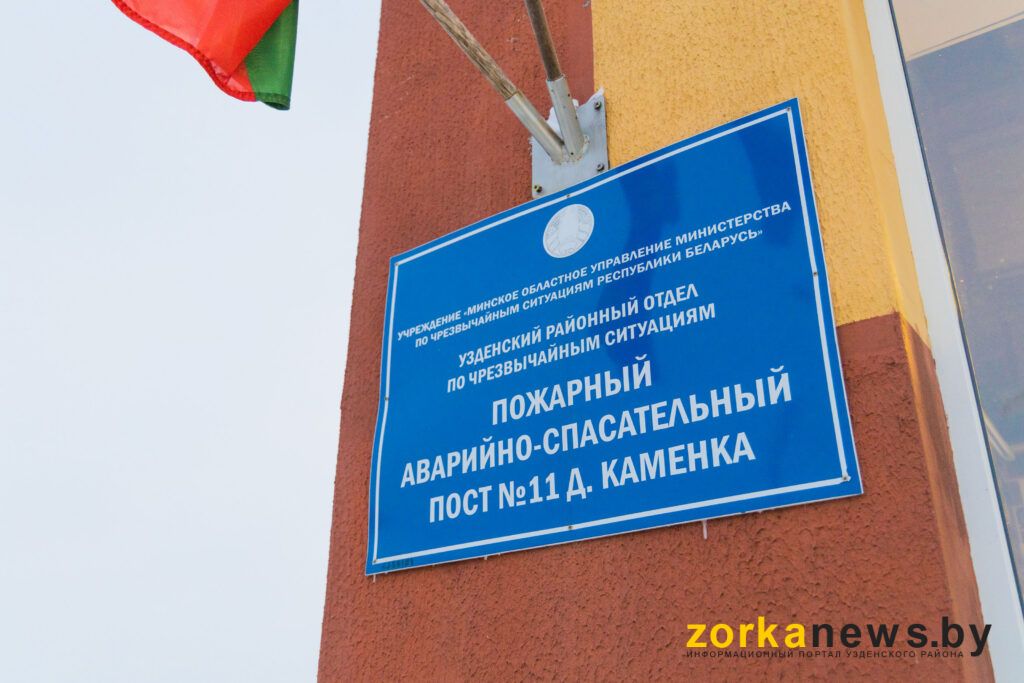 УЧРЕЖДЕНИЕ «МИНСКОЕ ОБЛАСТНОЕ УПРАВЛЕНИЕ МИНИСТЕРСТВА
ПО ЧРЕЗВЫЧАЙНЫМ СИТУАЦИЯМ РЕСПУБЛИКИ БЕЛАРУСЬ»
УЗДЕНСКИЙ РАЙОННЫЙ ОТДЕЛ
ПО ЧРЕЗВЫЧАЙНЫМ СИТУАЦИЯМ
ПОЖАРНЫЙ
АВАРИЙНО-СПАСАТЕЛЬНЫЙ
ПОСТ №11 Д. КАМЕНКА
zorkanews.by
ИНФОРМАЦИОННЫЙ ПОРТАЛ УЗДЕНСКОГО РАЙОНА